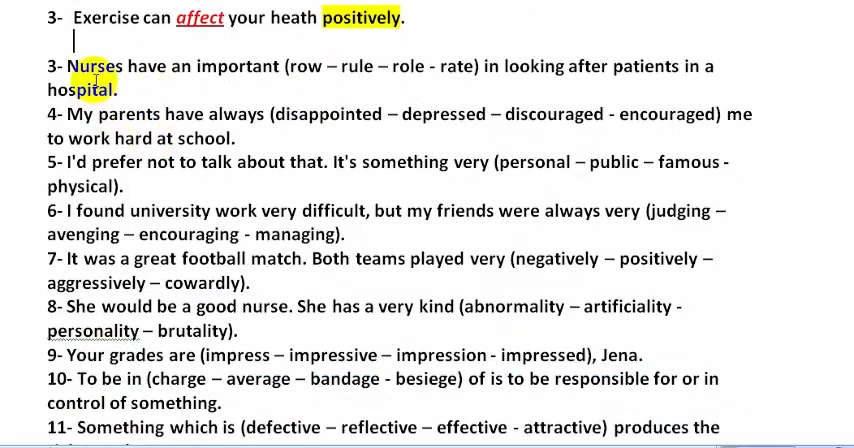 3- Exercise can affect your heath positively.
3- Nurses have an important (row – rule – role - rate) in looking after patients in a
hospital.
4- My parents have always (disappointed – depressed – discouraged - encouraged) me
to work hard at school.
5- I'd prefer not to talk about that. It's something very (personal – public – famous -
physical).
6- I found university work very difficult, but my friends were always very (judging –
avenging – encouraging - managing).
7- It was a great football match. Both teams played very (negatively – positively –
aggressively – cowardly).
8- She would be a good nurse. She has a very kind (abnormality – artificiality -
personality – brutality).
9- Your grades are (impress – impressive – impression - impressed), Jena.
10- To be in (charge – average – bandage - besiege) of is to be responsible for or in
control of something.
11- Something which is (defective – reflective – effective - attractive) produces the